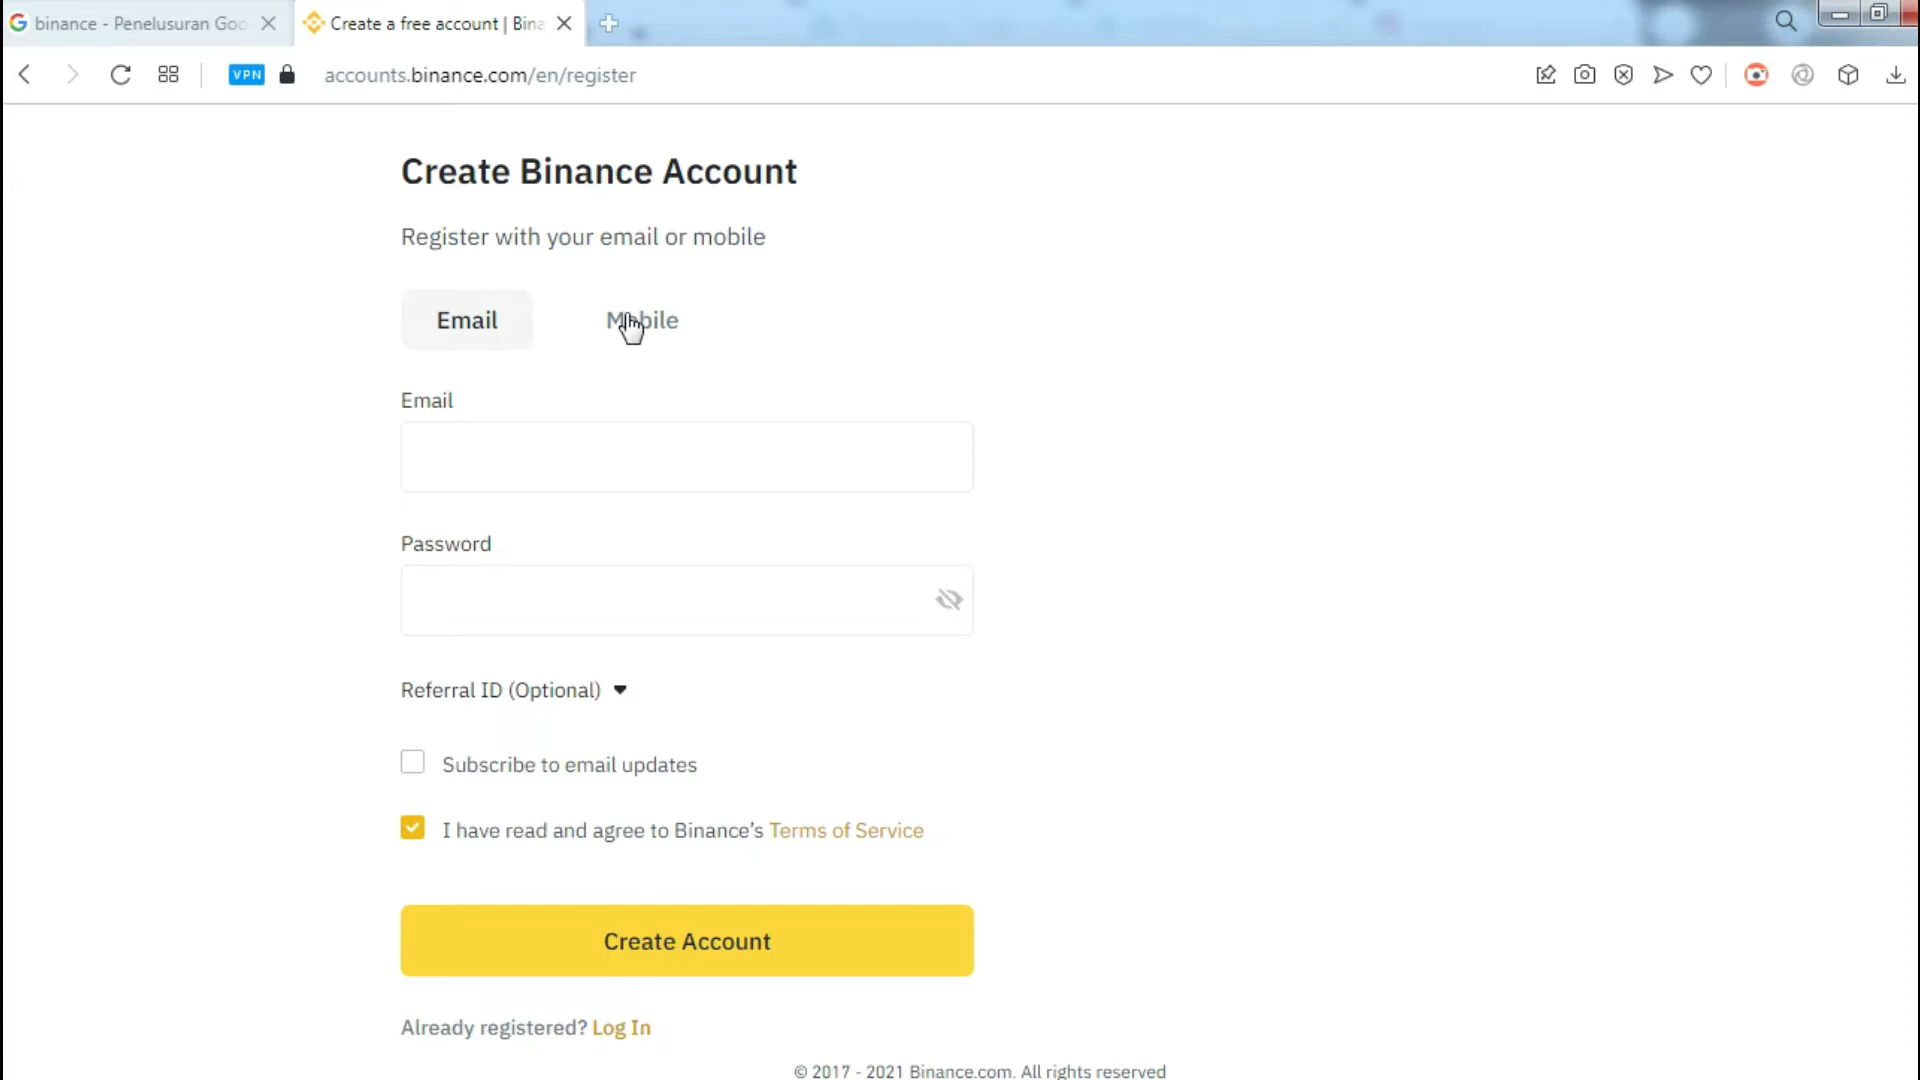 binance - Penelusuran Goo
Create a free account | Bina
VPN
accounts.binance.com/en/register
Create Binance Account
Register with your email or mobile
Email
Mobile
Email
Password
Referral ID (Optional)
Subscribe to email updates
I have read and agree to Binance’s Terms of Service
Create Account
Already registered? Log In
© 2017 - 2021 Binance.com. All rights reserved